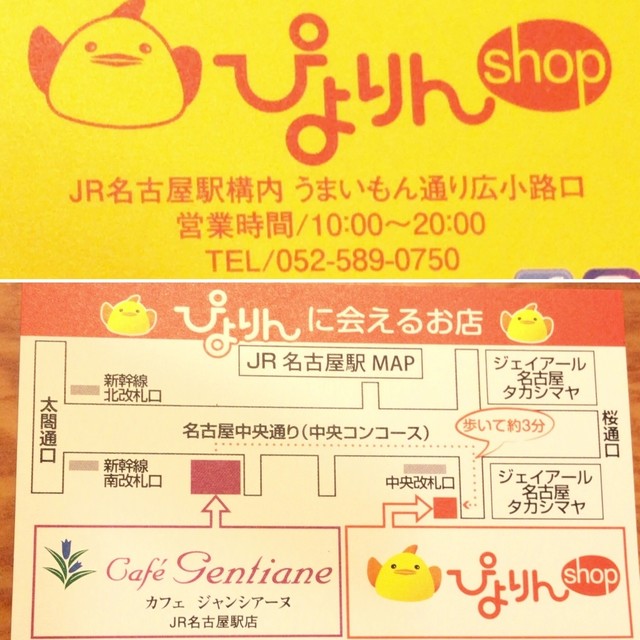 ぴよりん shop
JR名古屋駅構内 うまいもん通り広小路口
営業時間/10:00〜20:00
TEL/052-589-0750
ぴよりんに会えるお店
JR 名古屋駅 MAP
新幹線
北改札口
ジェイアール
名古屋
タカシマヤ
太閤通口
名古屋中央通り(中央コンコース)
歩いて約3分
桜通口
新幹線
南改札口
中央改札口
ジェイアール
名古屋
タカシマヤ
Café Gentiane
カフェ ジャンシアーヌ
JR名古屋駅店
ぴよりん shop